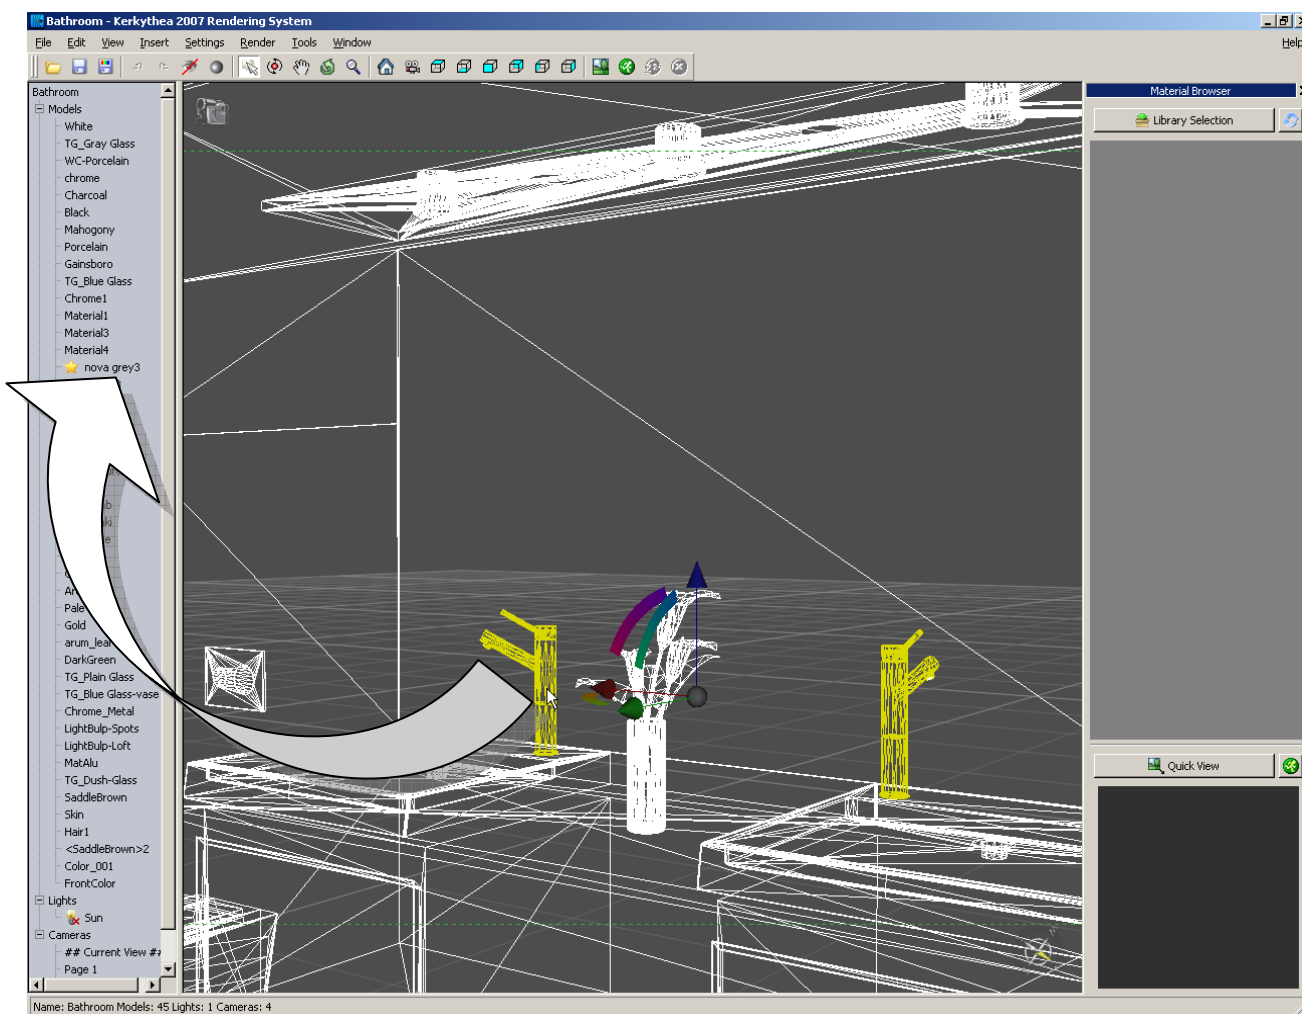 Bathroom - Kerkythea 2007 Rendering System
File Edit View Insert Settings Render Tools Window Help
Bathroom
Models
White
TG_Gray Glass
WC-Porcelain
chrome
Charcoal
Black
Mahogony
Porcelain
Gainsboro
TG_Blue Glass
Chrome1
Material1
Material3
Material4
nova grey3
Pale
Gold
arum_leaf
DarkGreen
TG_Plain Glass
TG_Blue Glass-vase
Chrome_Metal
LightBulp-Spots
LightBulp-Loft
MatAlu
TG_Dush-Glass
SaddleBrown
Skin
Hair1
<SaddleBrown>2
Color_001
FrontColor
Lights
Sun
Cameras
## Current View ##
Page 1
Name: Bathroom Models: 45 Lights: 1 Cameras: 4
Material Browser
Library Selection
Quick View